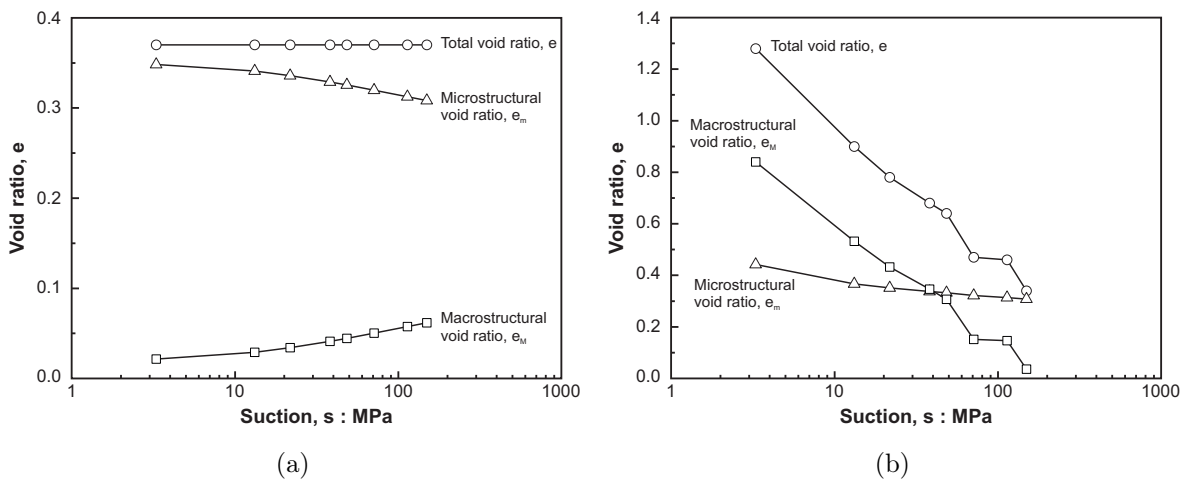 0.4
0.3
0.2
0.1
0.0
Void ratio, e
Total void ratio, e
Microstructural
void ratio, em
Macrostructural
void ratio, eM
1 10 100 1000
Suction, s : MPa
(a)
1.4
1.2
1.0
0.8
0.6
0.4
0.2
0.0
Void ratio, e
Total void ratio, e
Macrostructural
void ratio, eM
Microstructural
void ratio, em
1 10 100 1000
Suction, s : MPa
(b)